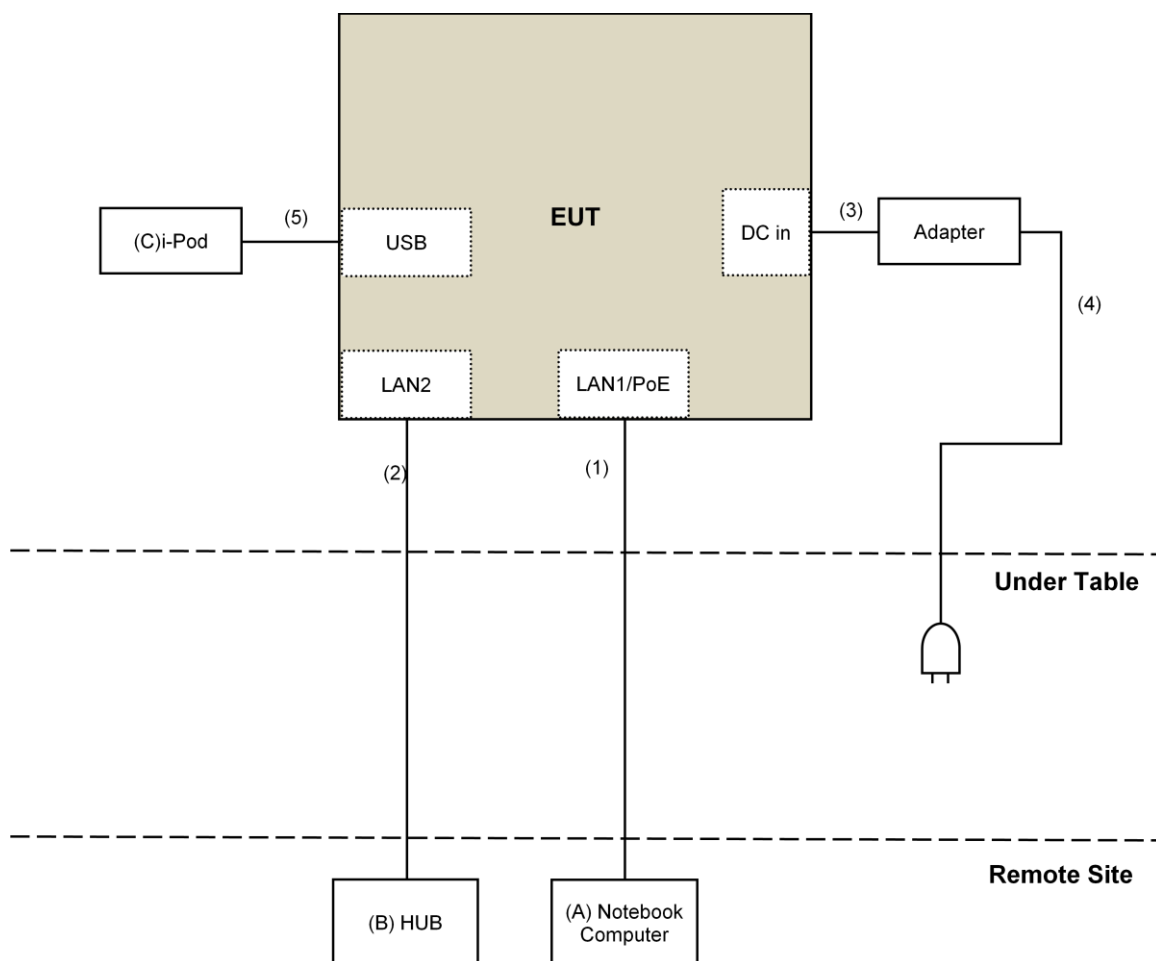 EUT
(C)i-Pod
(5)
USB
DC in
(3)
Adapter
(4)
LAN2
LAN1/PoE
(2)
(1)
Under Table
Remote Site
(B) HUB
(A) Notebook
Computer